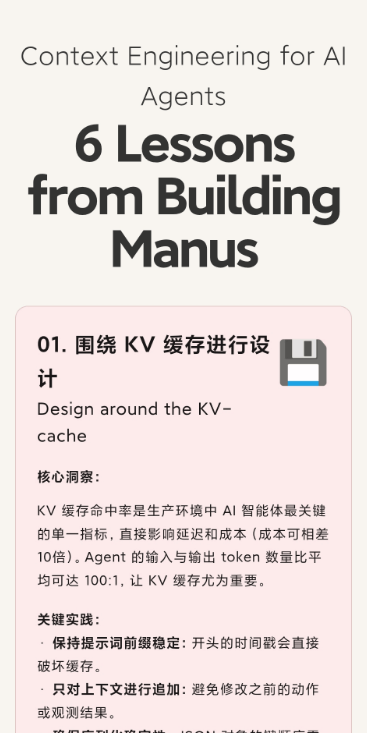 Context Engineering for AI
Agents
6 Lessons
from Building
Manus
01. 围绕 KV 缓存进行设
计
Design around the KV-
cache
核心洞察：
KV 缓存命中率是生产环境中 AI 智能体最关键
的单一指标，直接影响延迟和成本（成本可相差
10倍）。Agent 的输入与输出 token 数量比平
均可达 100:1，让 KV 缓存尤为重要。
关键实践：
· 保持提示词前缀稳定：开头的时间戳会直接
破坏缓存。
· 只对上下文进行追加：避免修改之前的动作
或观测结果。